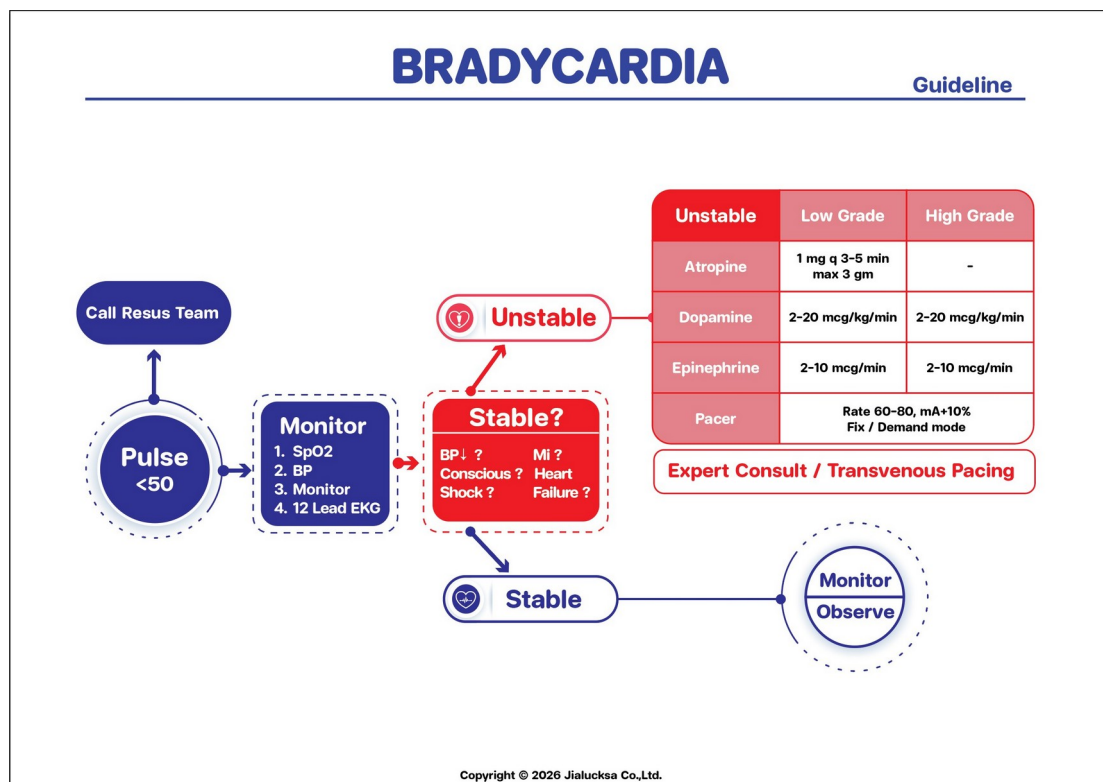 BRADYCARDIA
Guideline
Call Resus Team
Pulse
<50
Monitor
1. SpO2
2. BP
3. Monitor
4. 12 Lead EKG
Stable?
BP↓ ? Mi ?
Conscious ? Heart
Shock ? Failure ?
Unstable
Unstable Low Grade High Grade
Atropine 1 mg q 3-5 min -
max 3 gm
Dopamine 2-20 mcg/kg/min 2-20 mcg/kg/min
Epinephrine 2-10 mcg/min 2-10 mcg/min
Pacer Rate 60-80, mA+10%
Fix / Demand mode
Expert Consult / Transvenous Pacing
Stable
Monitor
Observe
Copyright © 2026 Jialucksa Co.,Ltd.